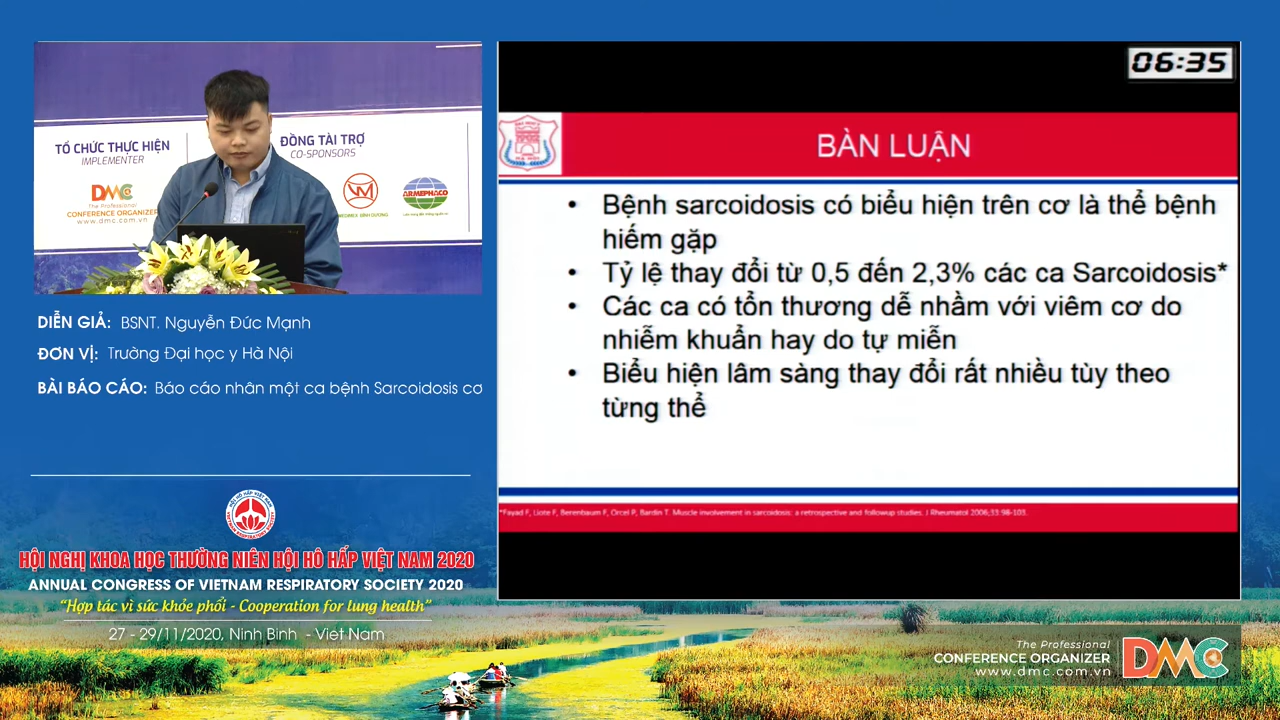 TỔ CHỨC THỰC HIỆN
IMPLEMENTER
DMC
The Professional
CONFERENCE ORGANIZER
www.dmc.com.vn
ĐỒNG TÀI TRỢ
CO-SPONSORS
ARMEPHACO
DIỄN GIẢ: BSNT. Nguyễn Đức Mạnh
ĐƠN VỊ: Trường Đại học y Hà Nội
BÀI BÁO CÁO: Báo cáo nhân một ca bệnh Sarcoidosis cơ
HỘI NGHỊ KHOA HỌC THƯỜNG NIÊN HỘI HÔ HẤP VIỆT NAM 2020
ANNUAL CONGRESS OF VIETNAM RESPIRATORY SOCIETY 2020
“Hợp tác vì sức khỏe phổi - Cooperation for lung health”
27 - 29/11/2020, Ninh Binh - Viet Nam
06:35
BÀN LUẬN
• Bệnh sarcoidosis có biểu hiện trên cơ là thể bệnh
hiếm gặp
• Tỷ lệ thay đổi từ 0,5 đến 2,3% các ca Sarcoidosis*
• Các ca có tổn thương dễ nhầm với viêm cơ do
nhiễm khuẩn hay do tự miễn
• Biểu hiện lâm sàng thay đổi rất nhiều tùy theo
từng thể
*Fayad F, Liote F, Berenbaum F, Orcel P, Bardin T. Muscle involvement in sarcoidosis: a retrospective and followup studies. J Rheumatol 2006;33:98-103.
The Professional
CONFERENCE ORGANIZER
www.dmc.com.vn
DMC